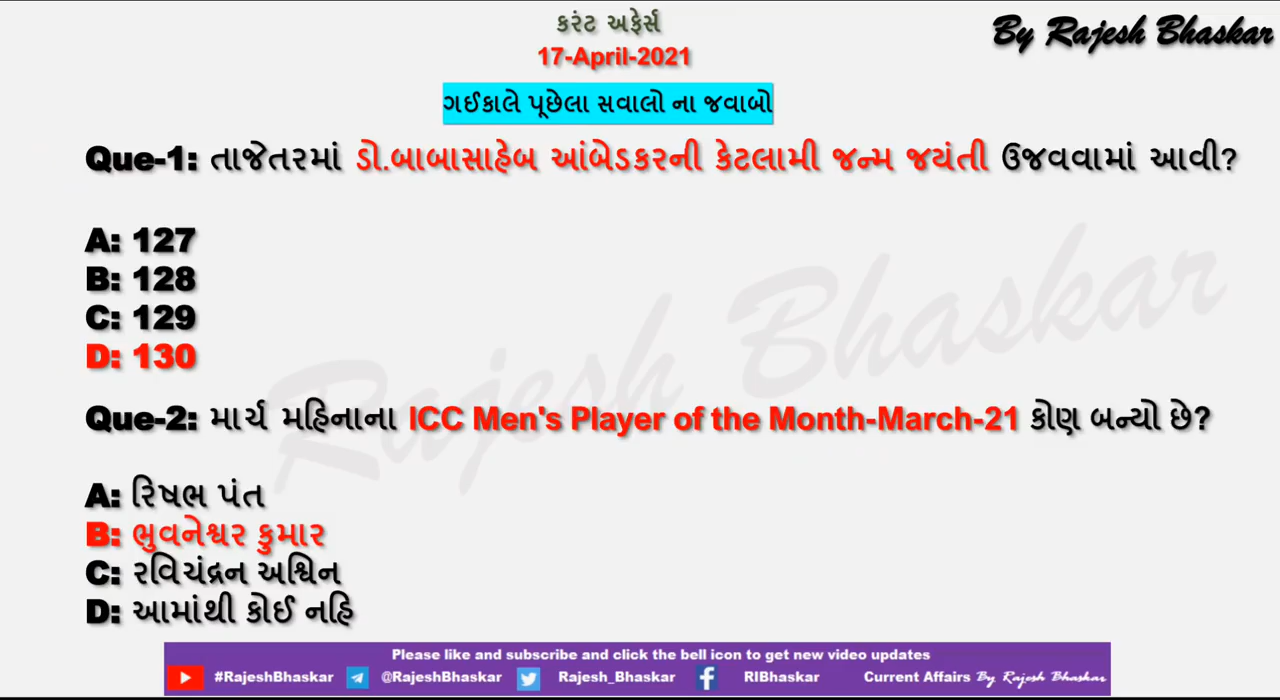 કરંટ અફેર્સ
By Rajesh Bhaskar
17-April-2021
ગઈકાલે પૂછેલા સવાલો ના જવાબો
Que-1: તાજેતરમાં ડો.બાબાસાહેબ આંબેડકરની કેટલામી જન્મ જયંતી ઉજવવામાં આવી?
A: 127
B: 128
C: 129
D: 130
Rajesh Bhaskar
Que-2: માર્ચ મહિનાના ICC Men's Player of the Month-March-21 કોણ બન્યો છે?
A: રિષભ પંત
B: ભુવનેશ્વર કુમાર
C: રવિચંદ્રન અશ્વિન
D: આમાંથી કોઈ નહિ
Please like and subscribe and click the bell icon to get new video updates
#RajeshBhaskar @RajeshBhaskar Rajesh_Bhaskar RIBhaskar Current Affairs By Rajesh Bhaskar